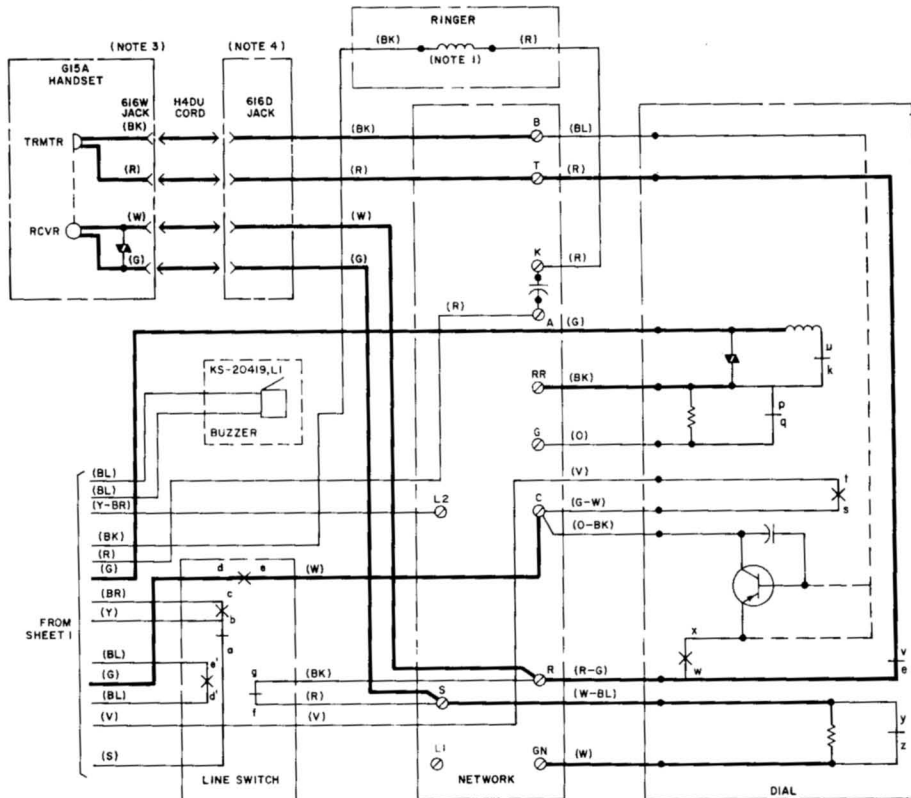 RINGER
(BK)
(R)
(NOTE 1)
(NOTE 3)
(NOTE 4)
G15A
HANDSET
616W
JACK
H4DU
CORD
616D
JACK
(BK)
(BK)
B
(BL)
TRMTR
(R)
(R)
T
(R)
(W)
(W)
RCVR
(G)
(G)
K
(R)
(R)
A
(G)
u
k
KS-20419,L1
BUZZER
RR
(BK)
p
q
G
(O)
(BL)
(BL)
(Y-BR)
L2
(V)
t
s
C
(G-W)
(O-BK)
(BK)
(R)
(G)
d
e
(W)
(BR)
c
(Y)
b
a
FROM
SHEET 1
(BL)
e'
(G)
(BL)
d'
(V)
(V)
(S)
g
(BK)
(R)
f
x
w
v
e
R
(R-G)
S
(W-BL)
y
z
L1
GN
(W)
LINE SWITCH
NETWORK
DIAL